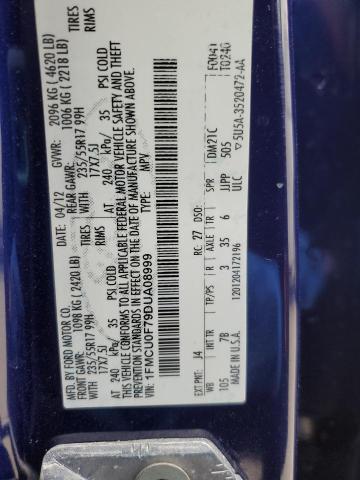 MFD. BY FORD MOTOR CO.
DATE: 04/12 GVWR: 2096 KG ( 4620 LB)
FRONT GAWR: 1098 KG ( 2420 LB) REAR GAWR: 1006 KG ( 2218 LB)
WITH 235/55R17 99H TIRES WITH 235/55R17 99H TIRES
17X7.5J RIMS 17X7.5J RIMS
AT 240 kPa/ 35 PSI COLD AT 240 kPa/ 35 PSI COLD
THIS VEHICLE CONFORMS TO ALL APPLICABLE FEDERAL MOTOR VEHICLE SAFETY AND THEFT
PREVENTION STANDARDS IN EFFECT ON THE DATE OF MANUFACTURE SHOWN ABOVE.
VIN: 1FMCU0F79DUA08999 TYPE: MPV
EXT PNT: J4 RC: 27 DSO:
WB INT TR TP/PS R AXLE TR SPR
105 7B 3 35 6 JJPP 505
MADE IN U.S.A. 1201204172196 ULC
DM21C
5U5A-3520472-AA